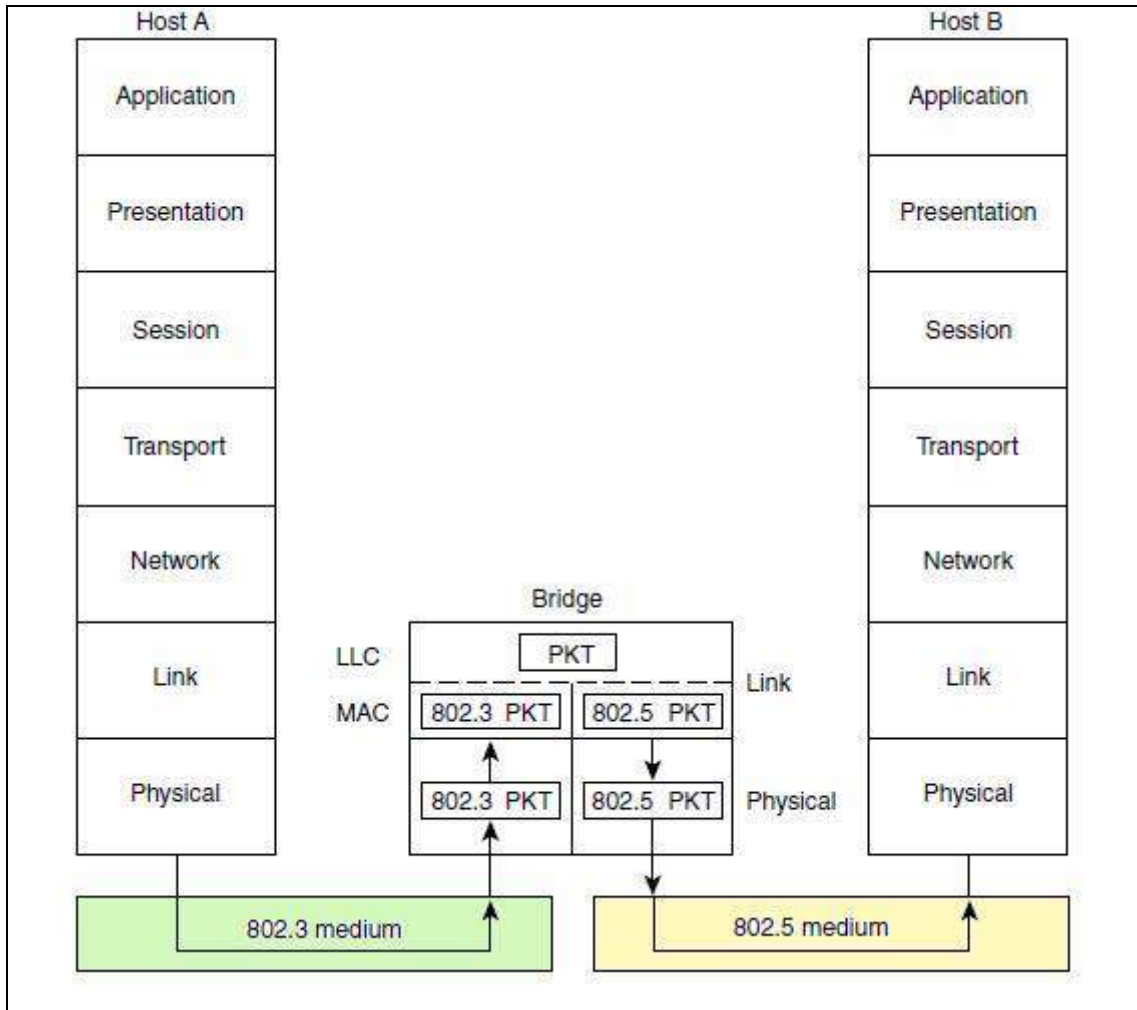 Host A
Application
Presentation
Session
Transport
Network
Link
Physical
Bridge
LLC
PKT
MAC
802.3 PKT
802.5 PKT
Link
802.3 PKT
802.5 PKT
Physical
Host B
Application
Presentation
Session
Transport
Network
Link
Physical
802.3 medium
802.5 medium